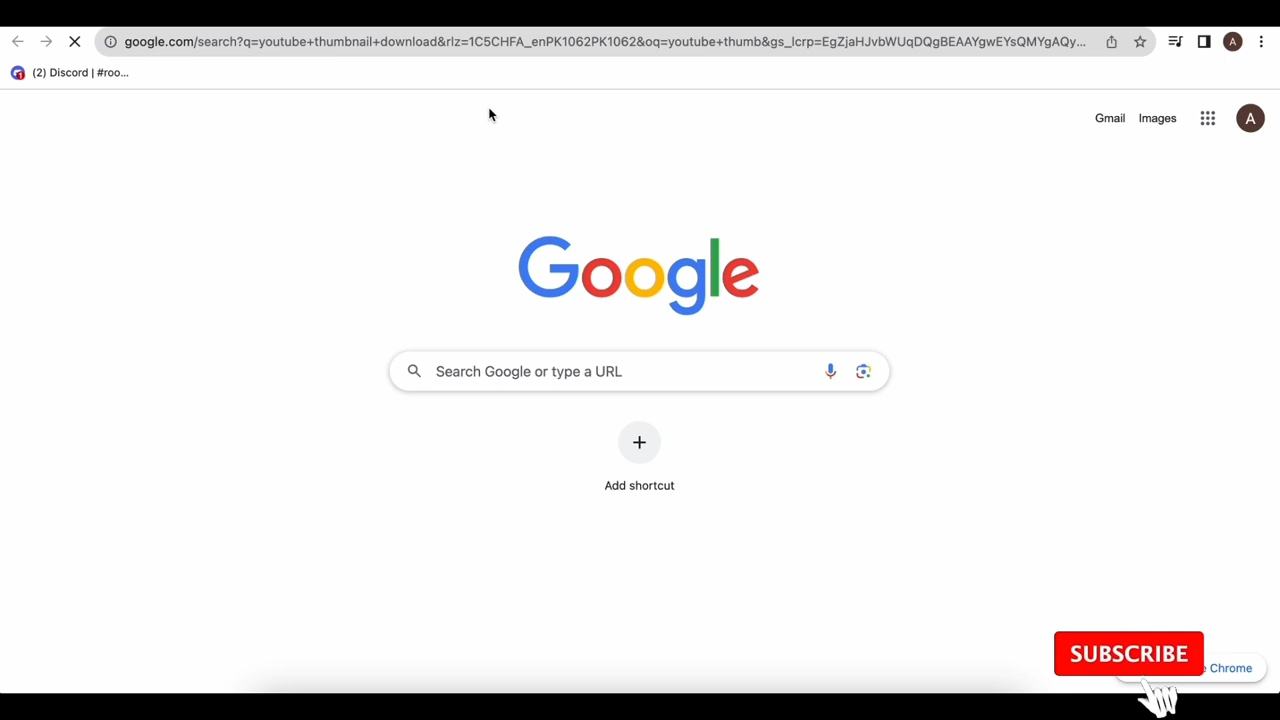 google.com/search?q=youtube+thumbnail+download&rlz=1C5CHFA_enPK1062PK1062&oq=youtube+thumb&gs_lcrp=EgZjaHJvbWUqDQgBEAAYgwEYsQMYgAQy...
A
(2) Discord | #roo...
Gmail
Images
A
Google
Search Google or type a URL
Add shortcut
SUBSCRIBE
Chrome